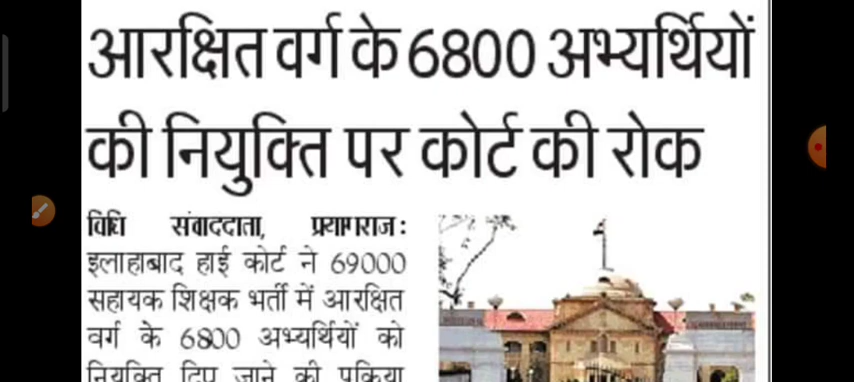 आरक्षित वर्ग के 6800 अभ्यर्थियों
की नियुक्ति पर कोर्ट की रोक
विधि संवाददाता, प्रयागराज:
इलाहाबाद हाई कोर्ट ने 69000
सहायक शिक्षक भर्ती में आरक्षित
वर्ग के 6800 अभ्यर्थियों को
नियुक्ति दिए जाने की प्रक्रिया